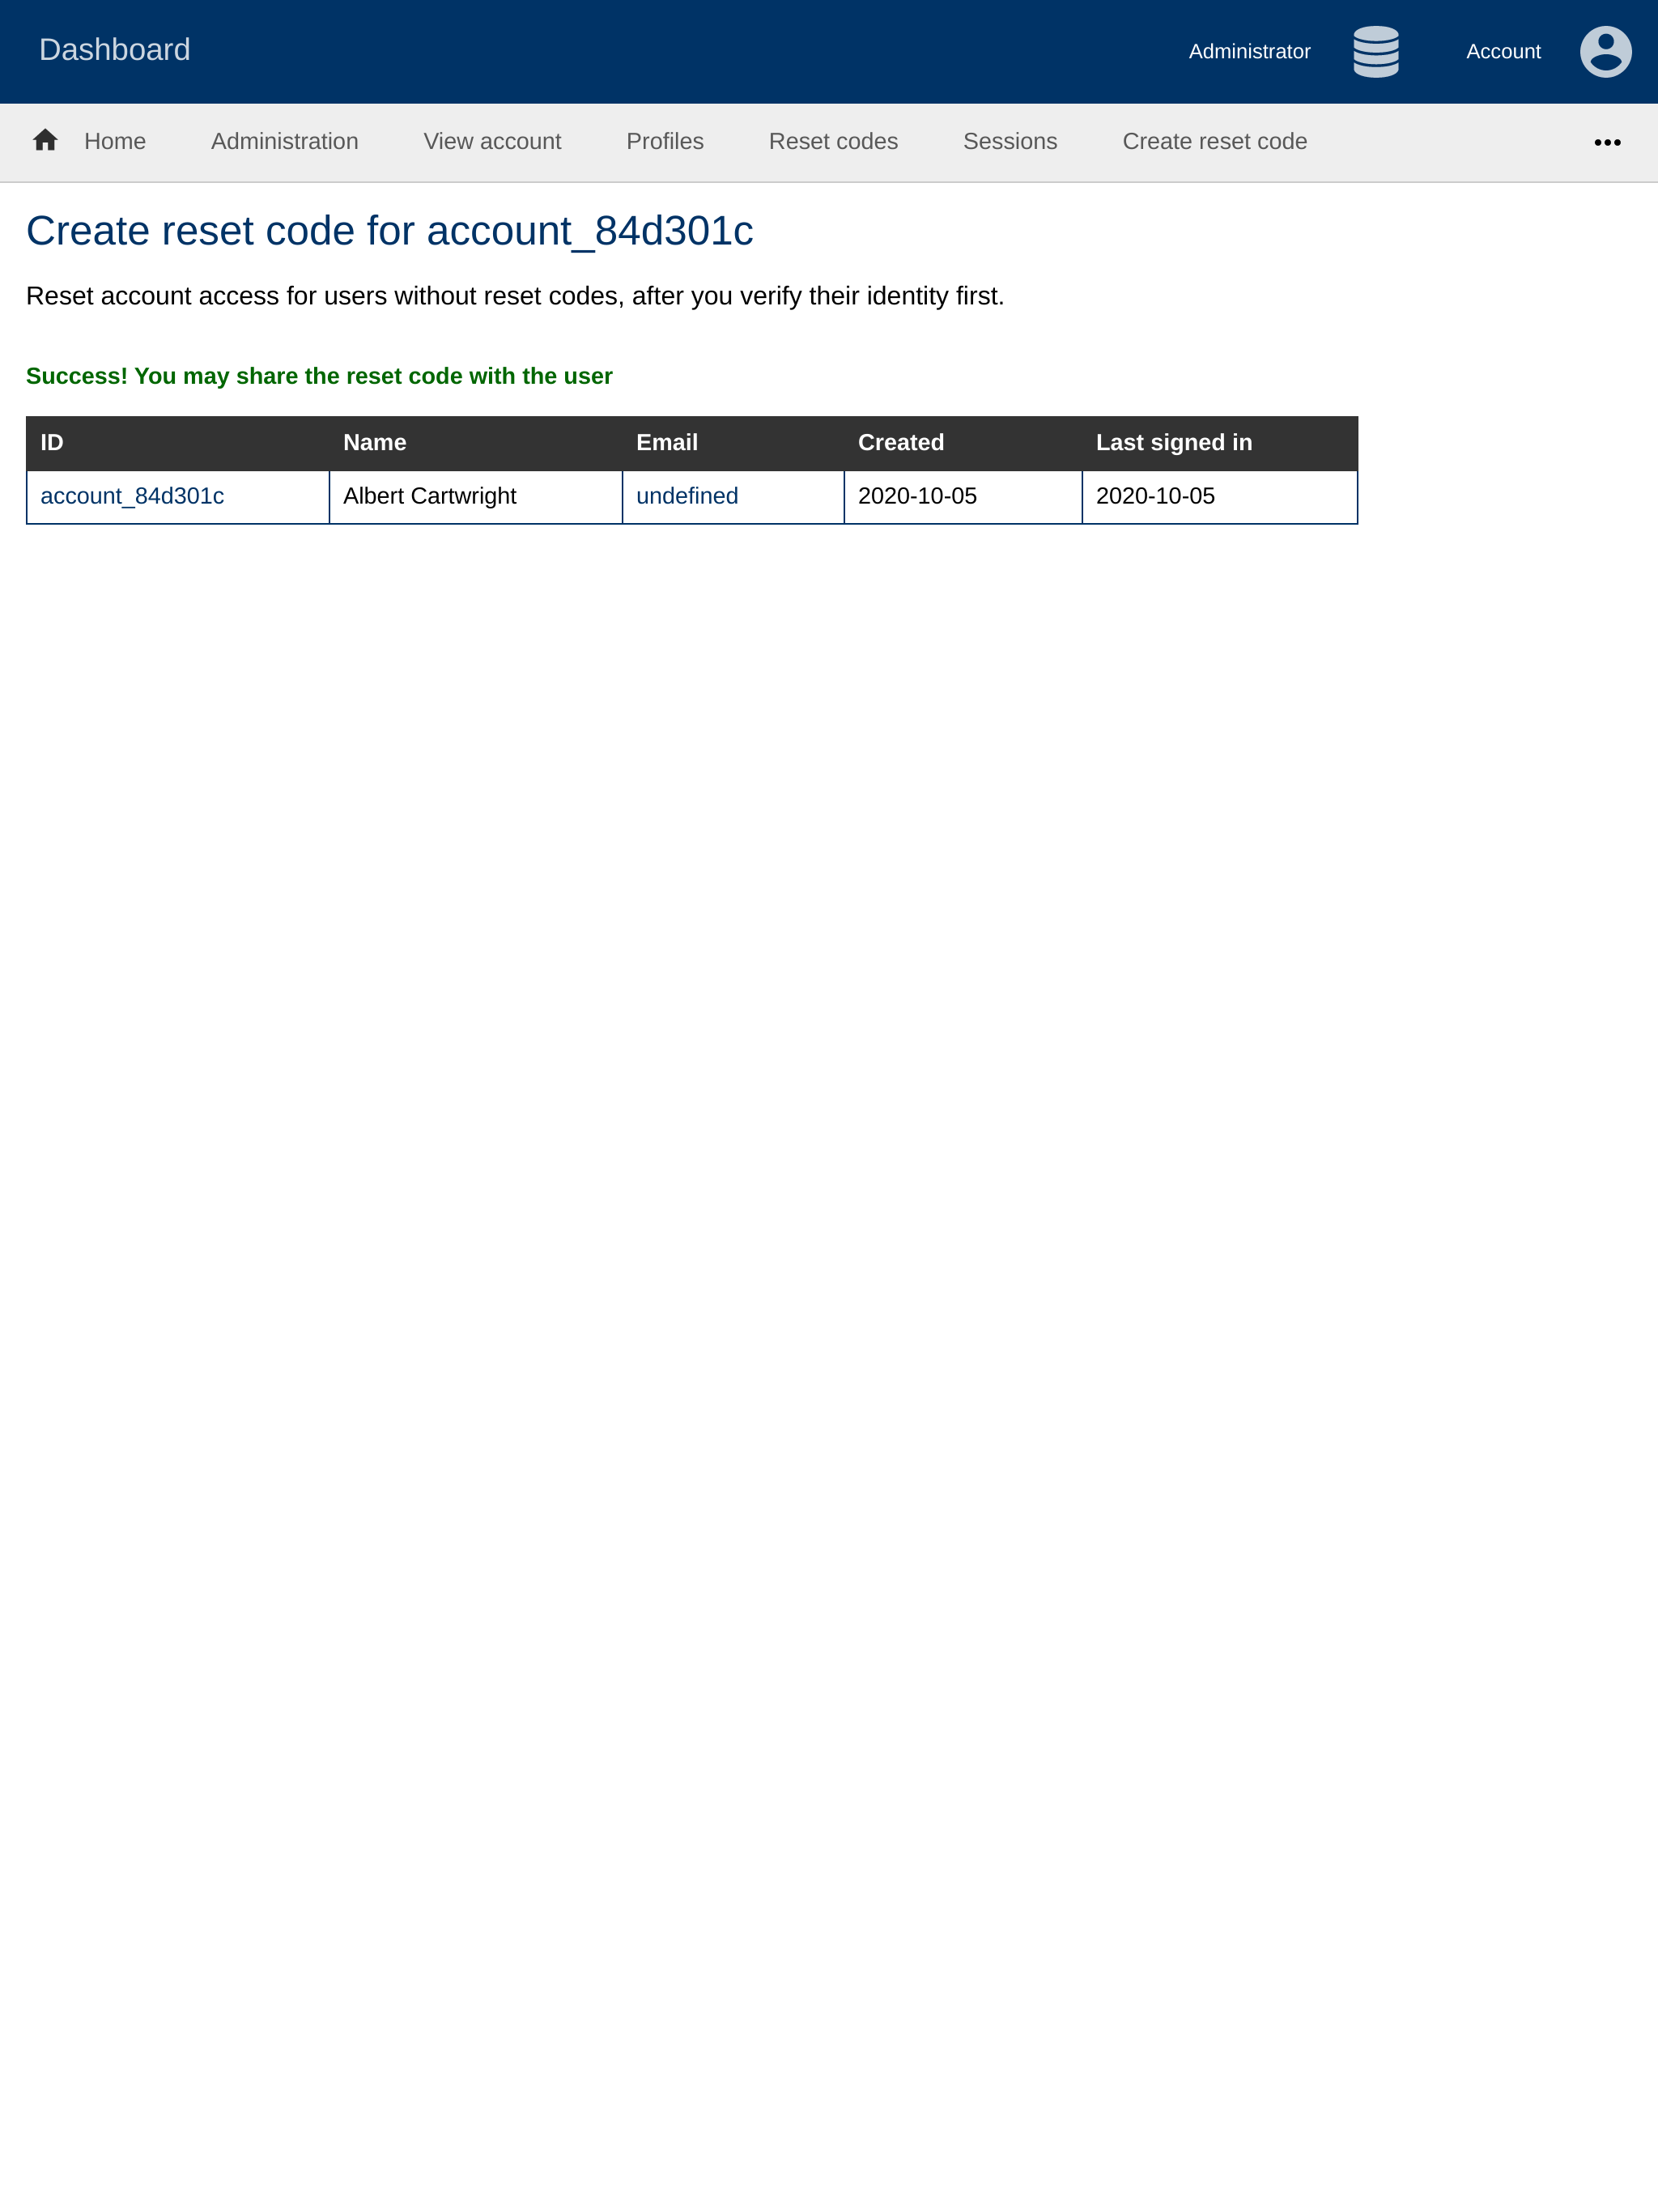 Dashboard
Administrator
Account
Home Administration View account Profiles Reset codes Sessions Create reset code
Create reset code for account_84d301c
Reset account access for users without reset codes, after you verify their identity first.
Success! You may share the reset code with the user
ID Name Email Created Last signed in
account_84d301c Albert Cartwright undefined 2020-10-05 2020-10-05